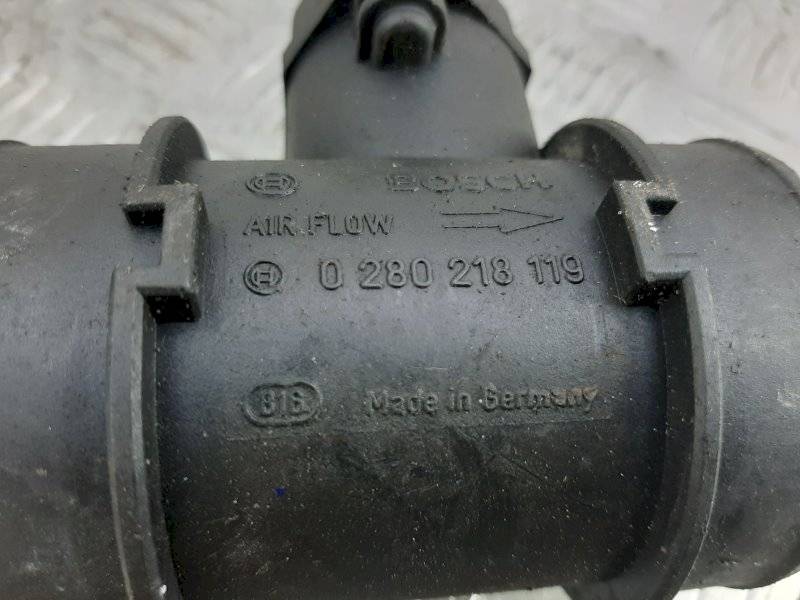 BOSCH
AIR FLOW
0 280 218 119
816 Made in Germany